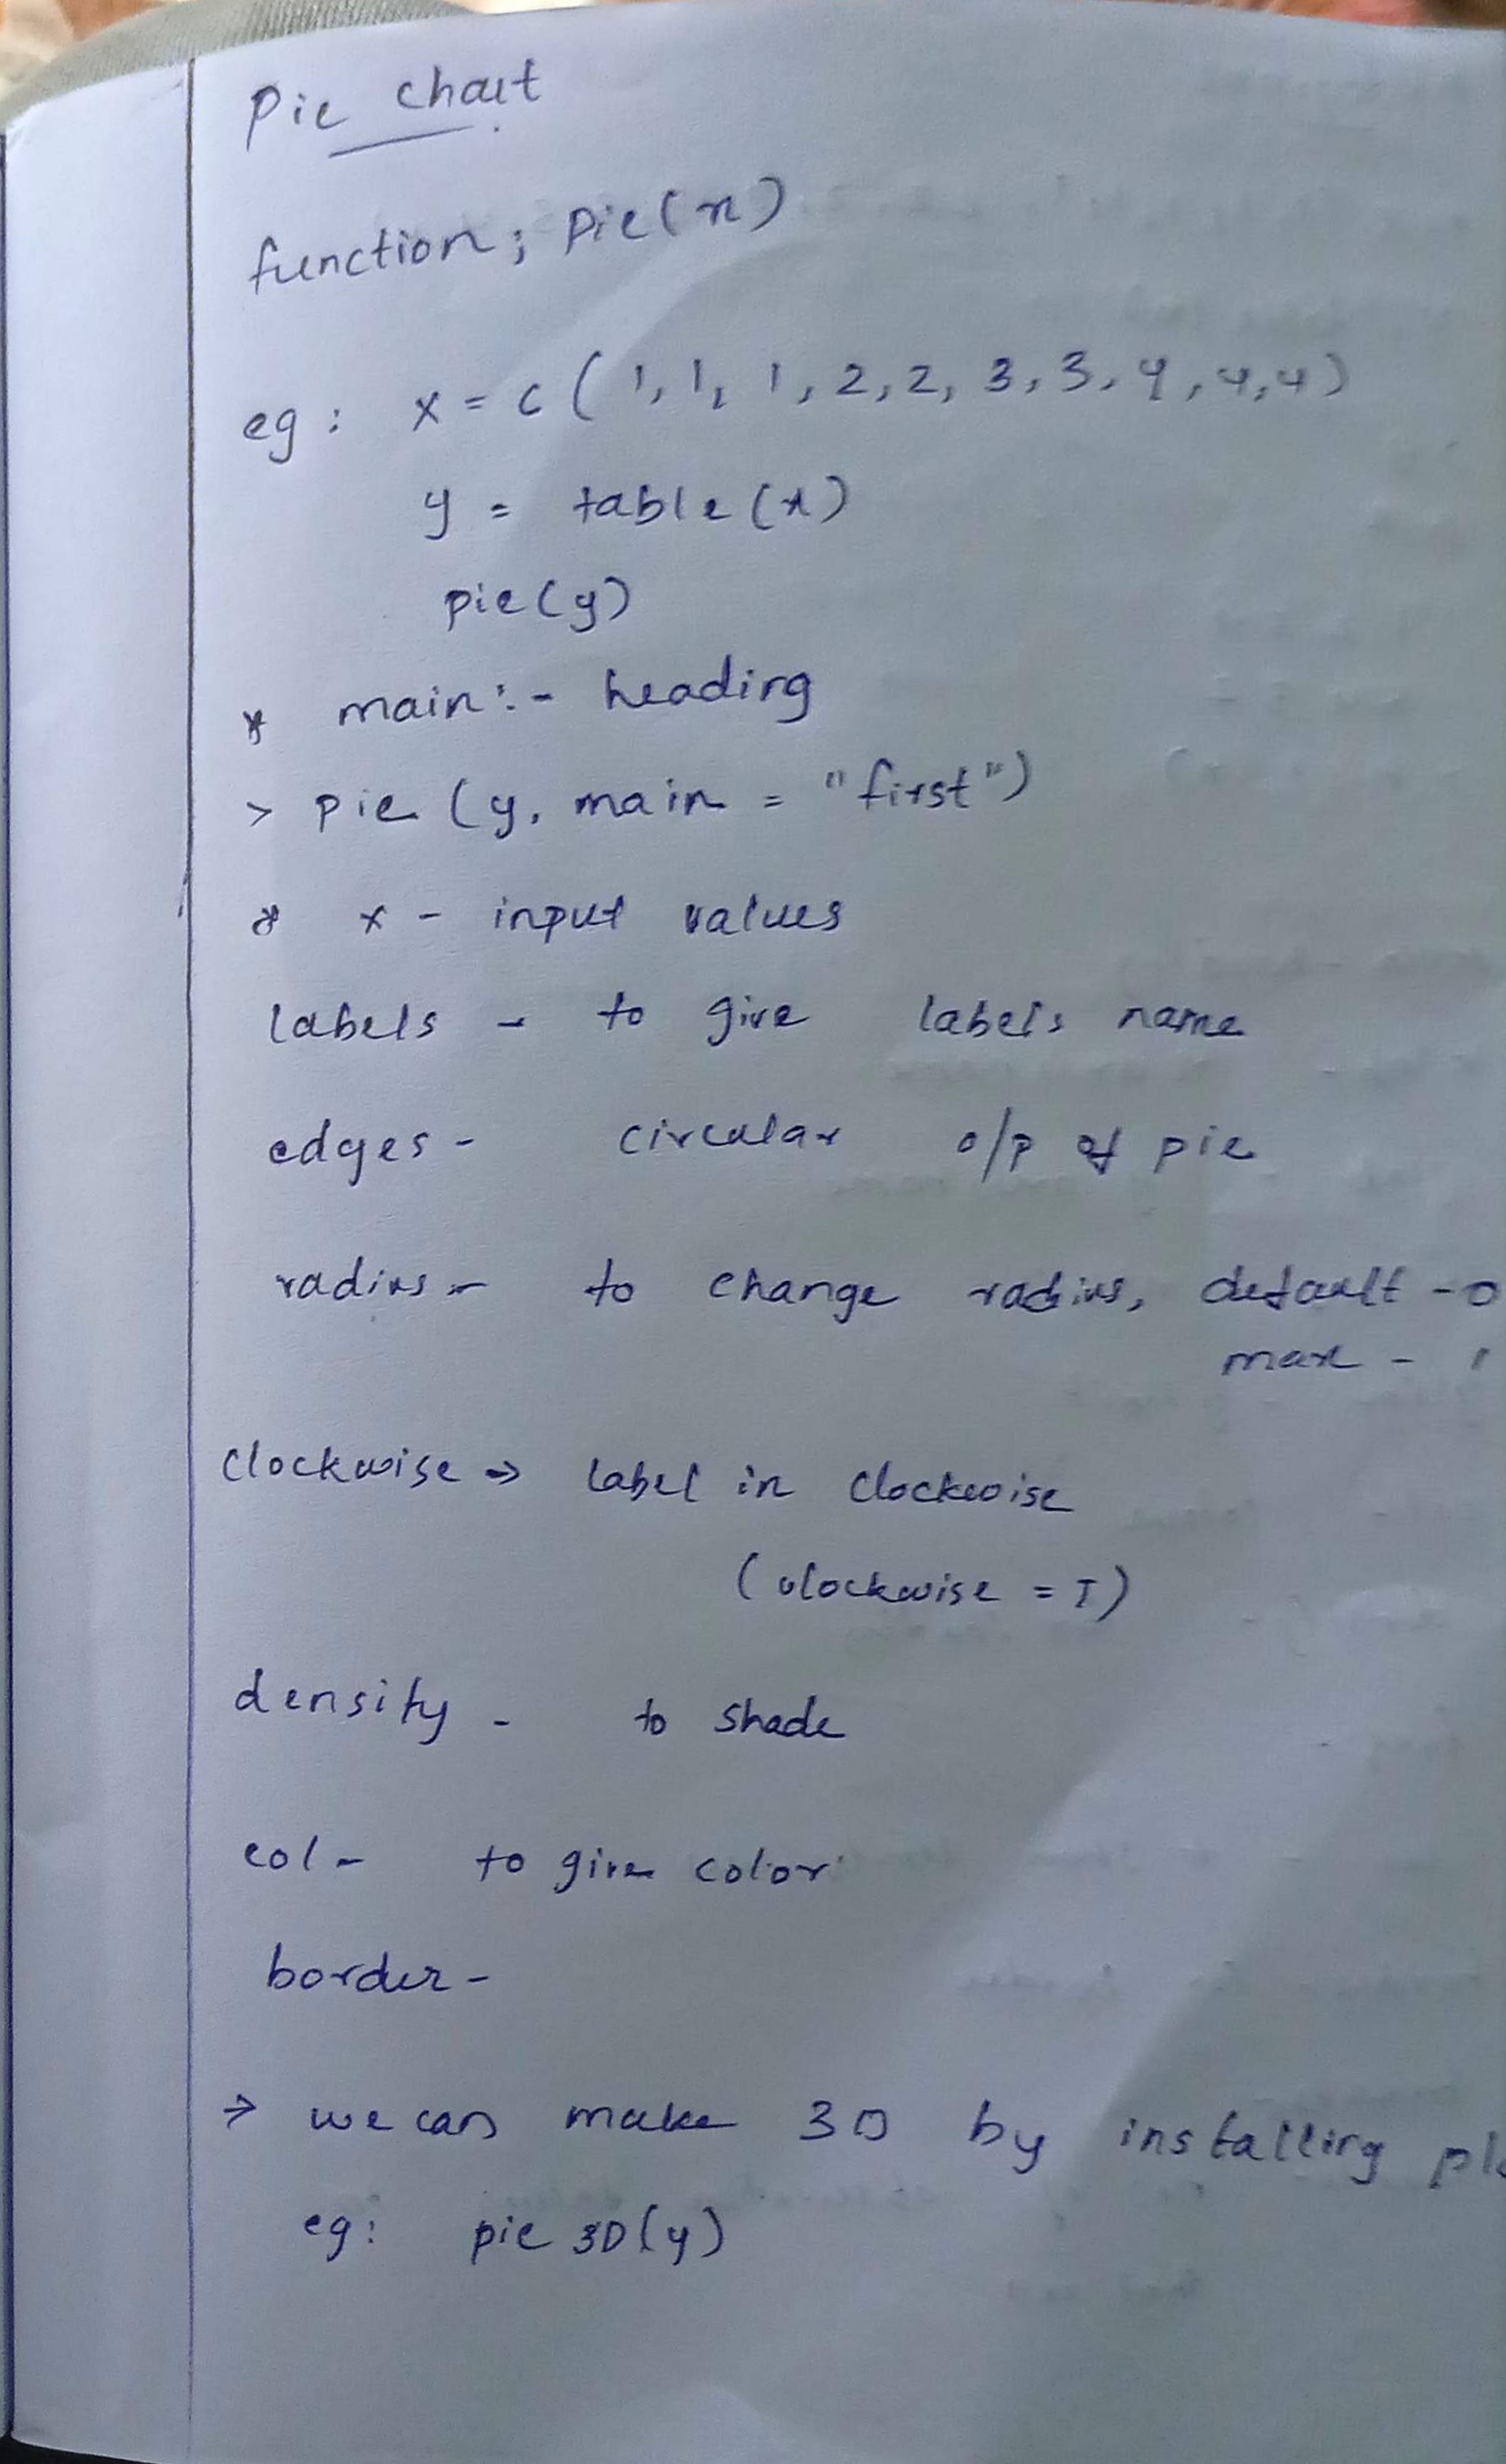 Pie chart
function; Pie(x)
eg: x = c(1,1,1,2,2,3,3,4,4,4)
y = table(x)
pie(y)
* main:- heading
> pie (y, main = "first")
* x - input values
labels - to give labels name
edges - circular o/p of pie
radius - to change radius, default - 0
max - 1
Clockwise → label in Clockwise
(clockwise = T)
density - to shade
col - to give color
border -
→ we can make 3D by installing pl
eg: pie 3D(y)